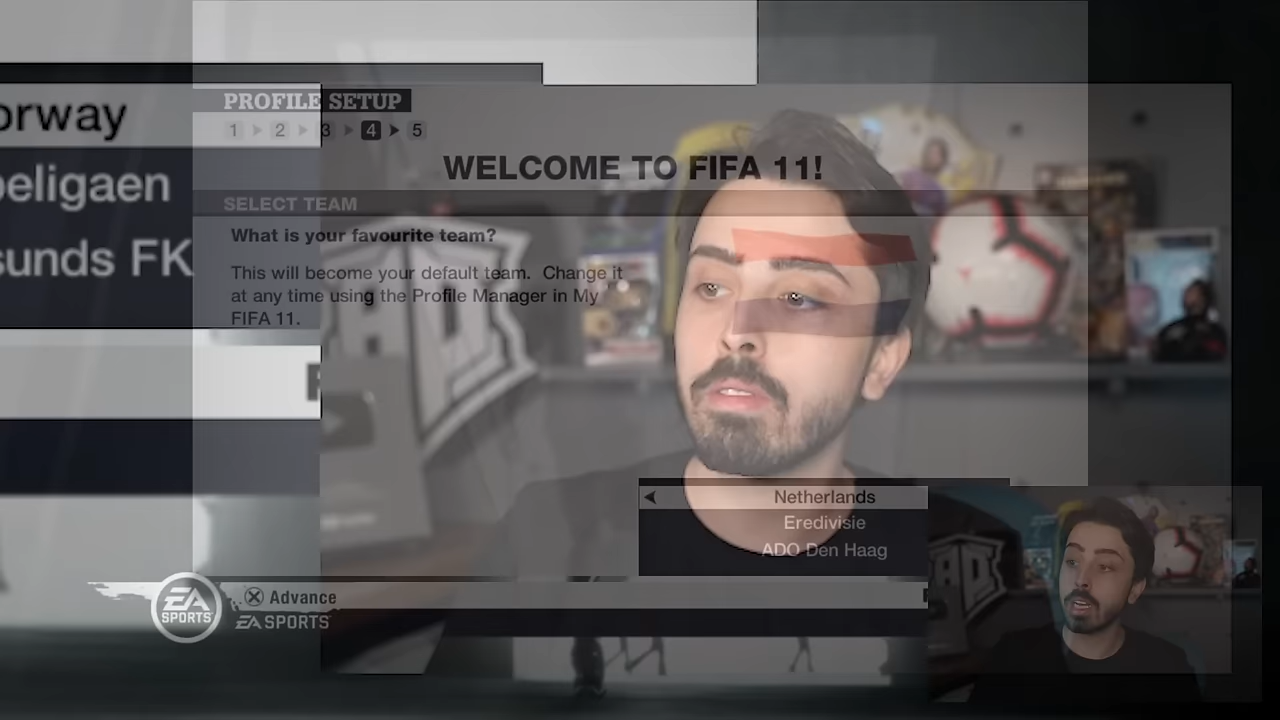 orway
PROFILE SETUP
1 2 3 4 5
WELCOME TO FIFA 11!
SELECT TEAM
What is your favourite team?
This will become your default team. Change it
at any time using the Profile Manager in My
FIFA 11.
peligaen
sunds FK
Netherlands
Eredivisie
ADO Den Haag
EA
SPORTS
Advance
EA SPORTS